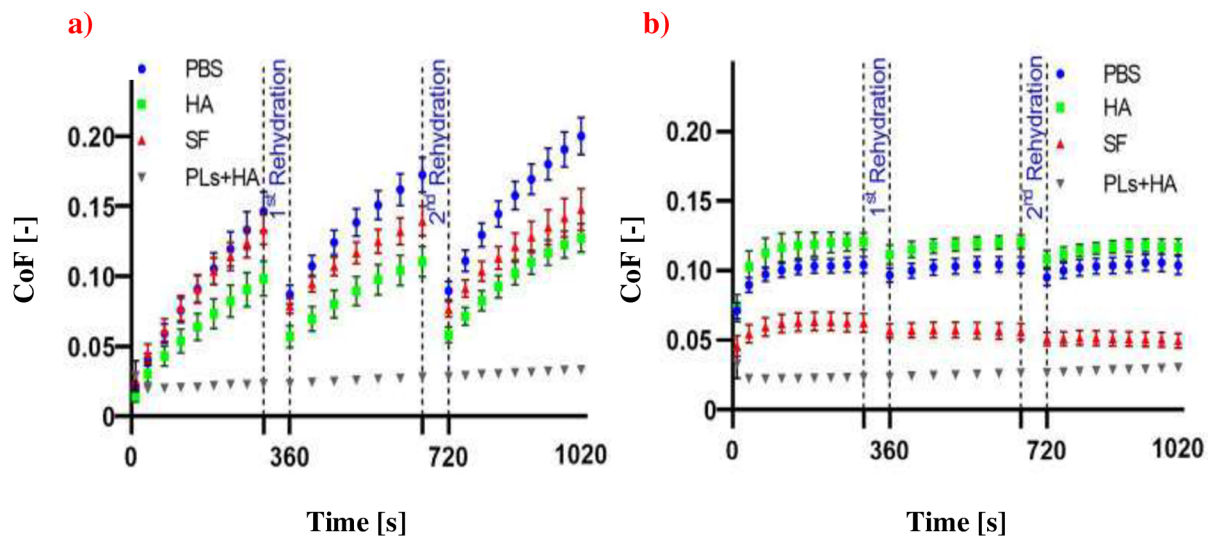 a)
PBS
HA
SF
PLs+HA
1st Rehydration
2nd Rehydration
0.20
0.15
0.10
0.05
0
CoF [-]
0
360
720
1020
Time [s]
b)
PBS
HA
SF
PLs+HA
1st Rehydration
2nd Rehydration
0.20
0.15
0.10
0.05
0
CoF [-]
0
360
720
1020
Time [s]